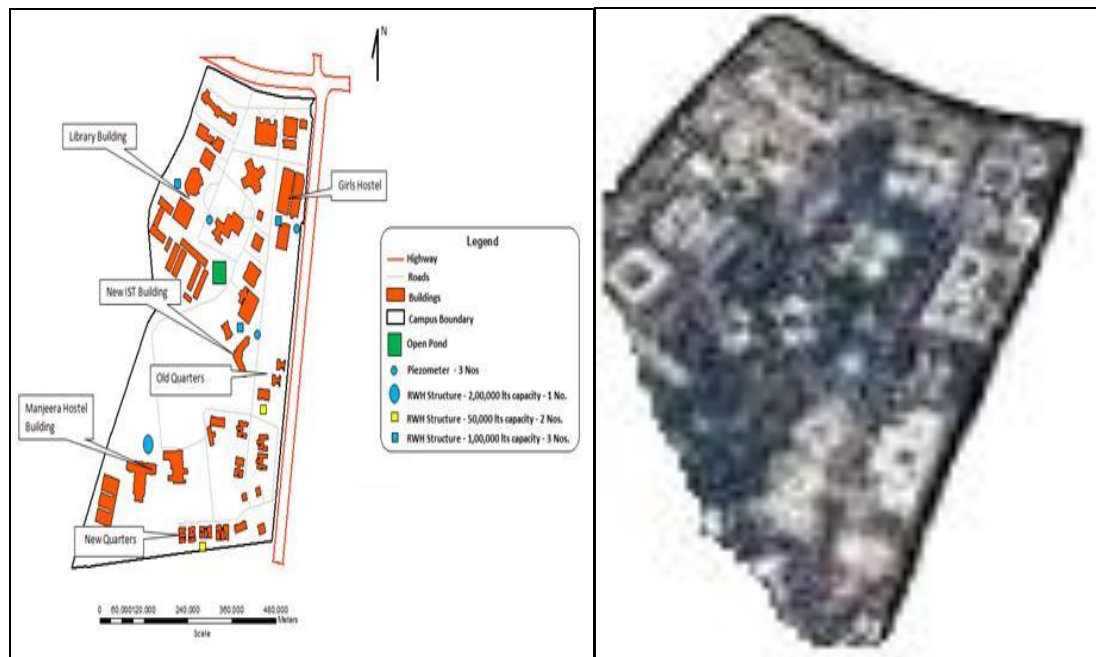 N
Library Building
Girls Hostel
New IST Building
Old Quarters
Manjeera Hostel
Building
New Quarters
Legend
Highway
Roads
Buildings
Campus Boundary
Open Pond
Piezometer - 3 Nos
RWH Structure - 2,00,000 lts capacity - 1 No.
RWH Structure - 50,000 lts capacity - 2 Nos.
RWH Structure - 1,00,000 lts capacity - 3 Nos.
0 60,000 120,000 240,000 360,000 480,000
Meters
Scale